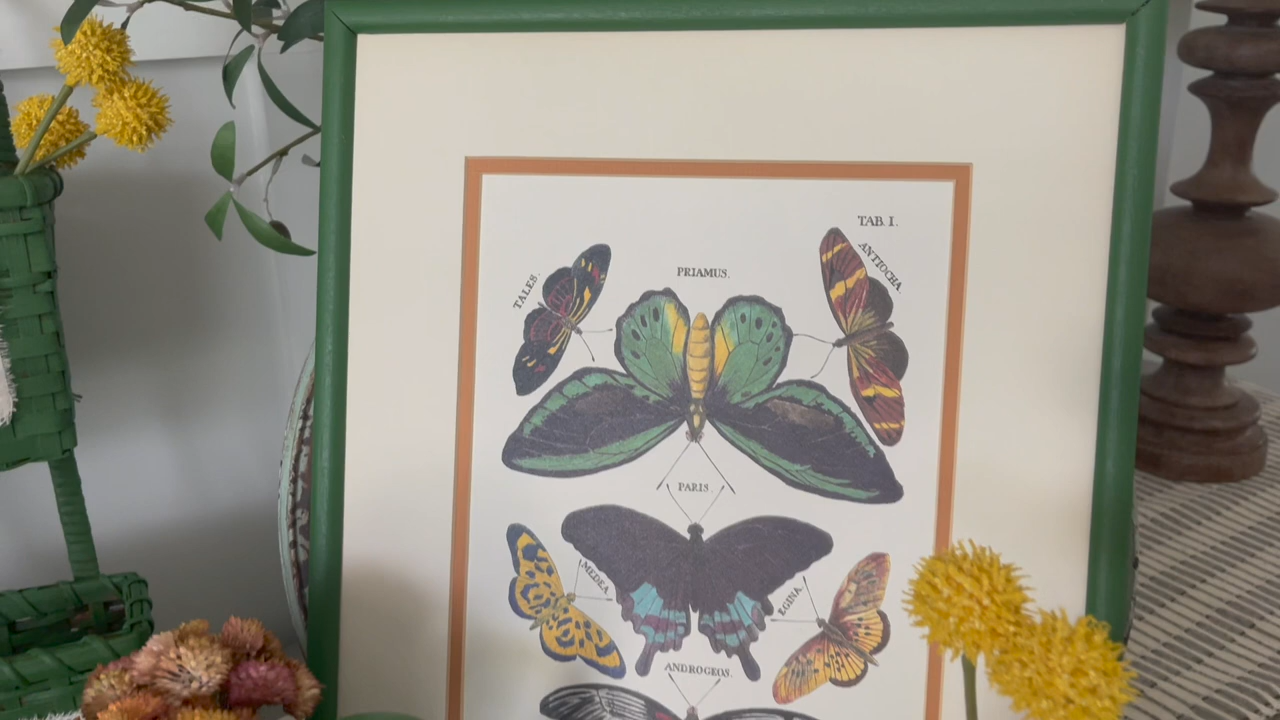 TAB. I.
TALES.
PRIAMUS.
ANTIOCHA.
PARIS.
MEDEA.
EGINA.
ANDROGEOS.